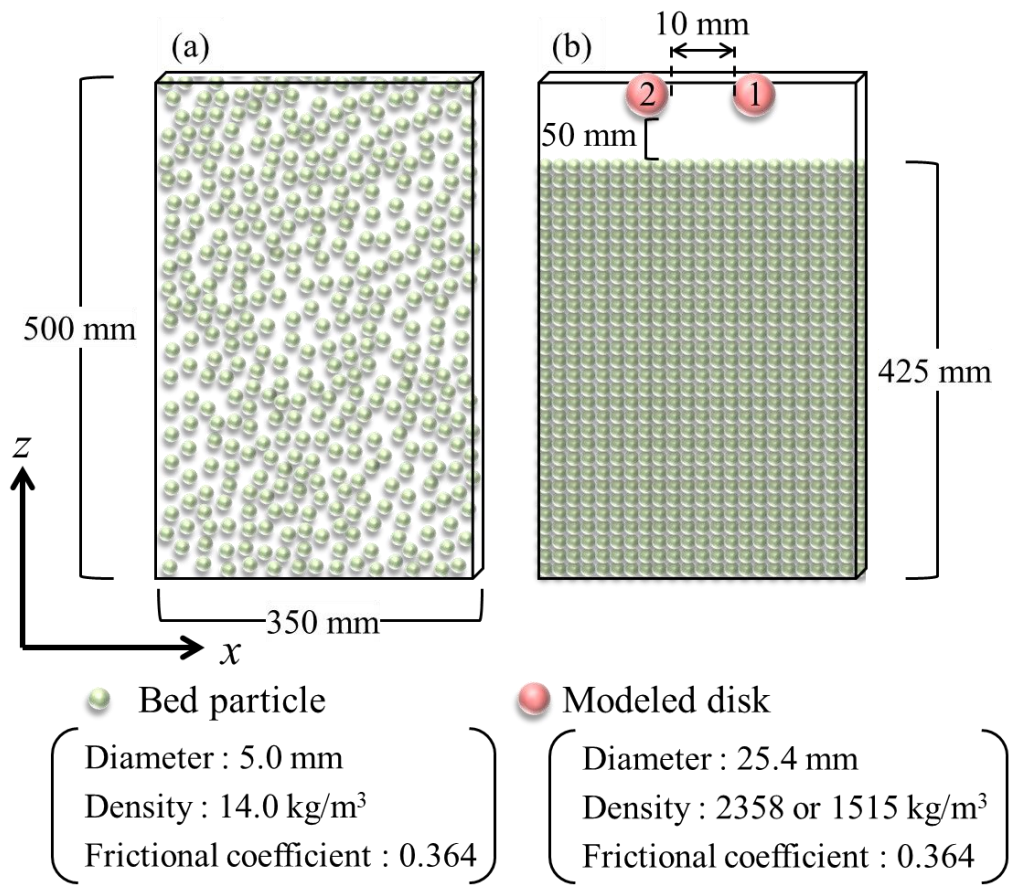 (a)
(b)
10 mm
2
1
50 mm
500 mm
425 mm
z
350 mm
x
Bed particle
Diameter : 5.0 mm
Density : 14.0 kg/m³
Frictional coefficient : 0.364
Modeled disk
Diameter : 25.4 mm
Density : 2358 or 1515 kg/m³
Frictional coefficient : 0.364